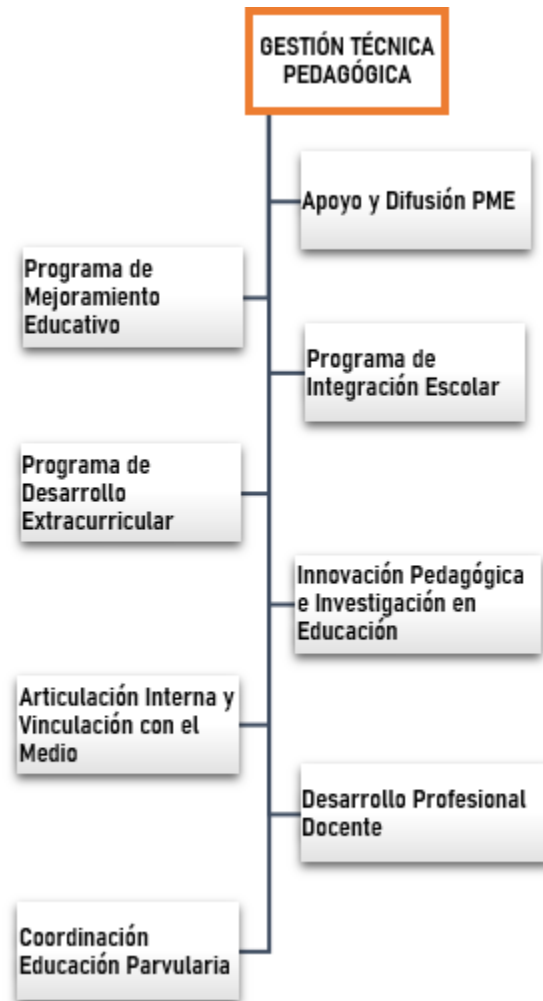 GESTIÓN TÉCNICA
PEDAGÓGICA
Apoyo y Difusión PME
Programa de
Mejoramiento
Educativo
Programa de
Integración Escolar
Programa de
Desarrollo
Extracurricular
Innovación Pedagógica
e Investigación en
Educación
Articulación Interna y
Vinculación con el
Medio
Desarrollo Profesional
Docente
Coordinación
Educación Parvularia